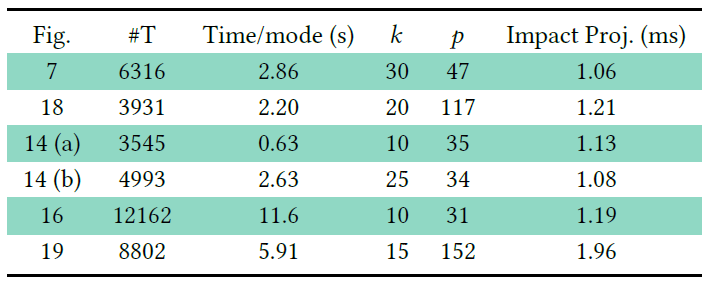 Fig. #T Time/mode (s) k p Impact Proj. (ms)
7 6316 2.86 30 47 1.06
18 3931 2.20 20 117 1.21
14 (a) 3545 0.63 10 35 1.13
14 (b) 4993 2.63 25 34 1.08
16 12162 11.6 10 31 1.19
19 8802 5.91 15 152 1.96